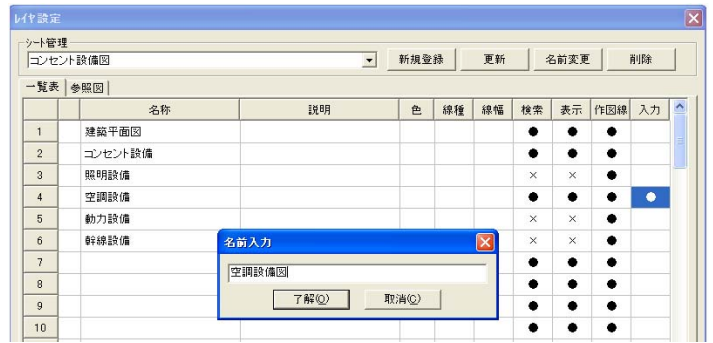 レイヤ設定
シート管理
コンセント設備図 新規登録 更新 名前変更 削除
一覧表 参照図
名称 説明 色 線種 線幅 検索 表示 作図線 入力
1 建築平面図 ● ● ●
2 コンセント設備 ● ● ●
3 照明設備 × × ●
4 空調設備 ● ● ● ●
5 動力設備 × × ●
6 幹線設備 × × ●
7 ● ● ●
8 ● ● ●
9 ● ● ●
10 ● ● ●
名前入力
空調設備図
了解(O) 取消(C)